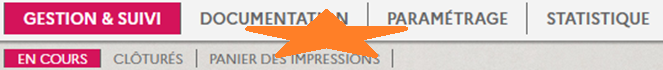 GESTION & SUIVI DOCUMENTATION PARAMÉTRAGE STATISTIQUE
EN COURS CLÔTURÉS PANIER DES IMPRESSIONS